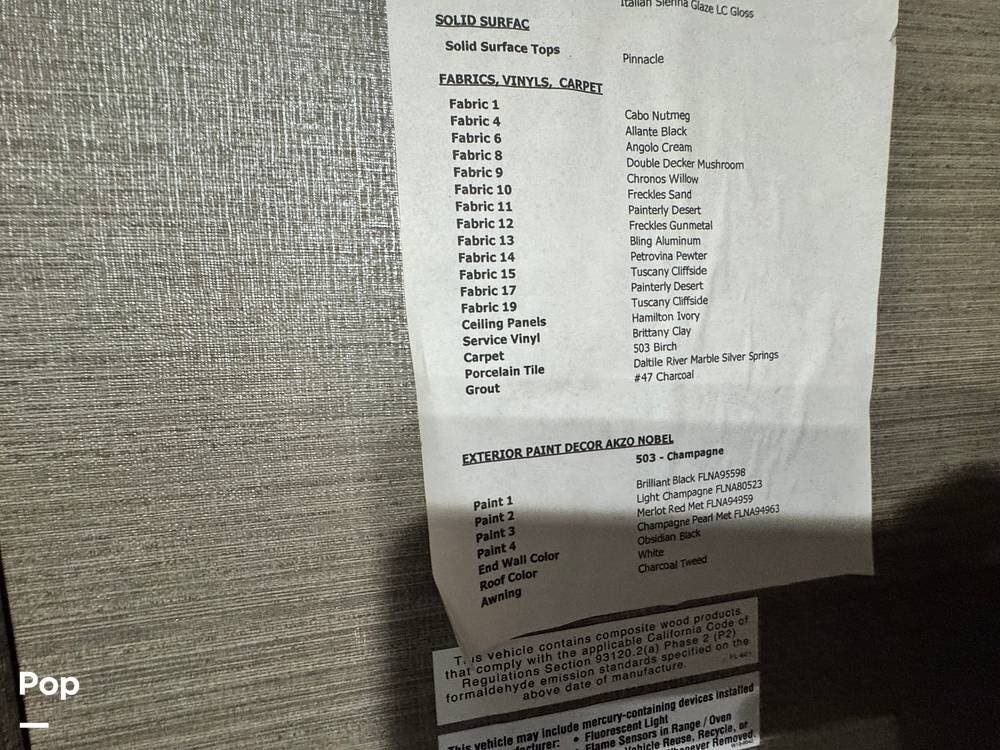 Italian Sienna Glaze LC Gloss
SOLID SURFAC
Solid Surface Tops Pinnacle
FABRICS, VINYLS, CARPET
Fabric 1 Cabo Nutmeg
Fabric 4 Allante Black
Fabric 6 Angolo Cream
Fabric 8 Double Decker Mushroom
Fabric 9 Chronos Willow
Fabric 10 Freckles Sand
Fabric 11 Painterly Desert
Fabric 12 Freckles Gunmetal
Fabric 13 Bling Aluminum
Fabric 14 Petrovina Pewter
Fabric 15 Tuscany Cliffside
Fabric 17 Painterly Desert
Fabric 19 Tuscany Cliffside
Ceiling Panels Hamilton Ivory
Service Vinyl Brittany Clay
Carpet 503 Birch
Porcelain Tile Daltile River Marble Silver Springs
Grout #47 Charcoal
EXTERIOR PAINT DECOR AKZO NOBEL
503 - Champagne
Paint 1 Brilliant Black FLNA95598
Paint 2 Light Champagne FLNA80523
Paint 3 Merlot Red Met FLNA94959
Paint 4 Champagne Pearl Met FLNA94963
End Wall Color Obsidian Black
Roof Color White
Awning Charcoal Tweed
This vehicle contains composite wood products
that comply with the applicable California Code of
Regulations Section 93120.2(a) Phase 2 (P2)
formaldehyde emission standards specified on the
above date of manufacture.
This vehicle may include mercury-containing devices installed
• Fluorescent Light
• Flame Sensors in Range / Oven
Vehicle Reuse, Recycle, or
Whenever Removed.
Pop